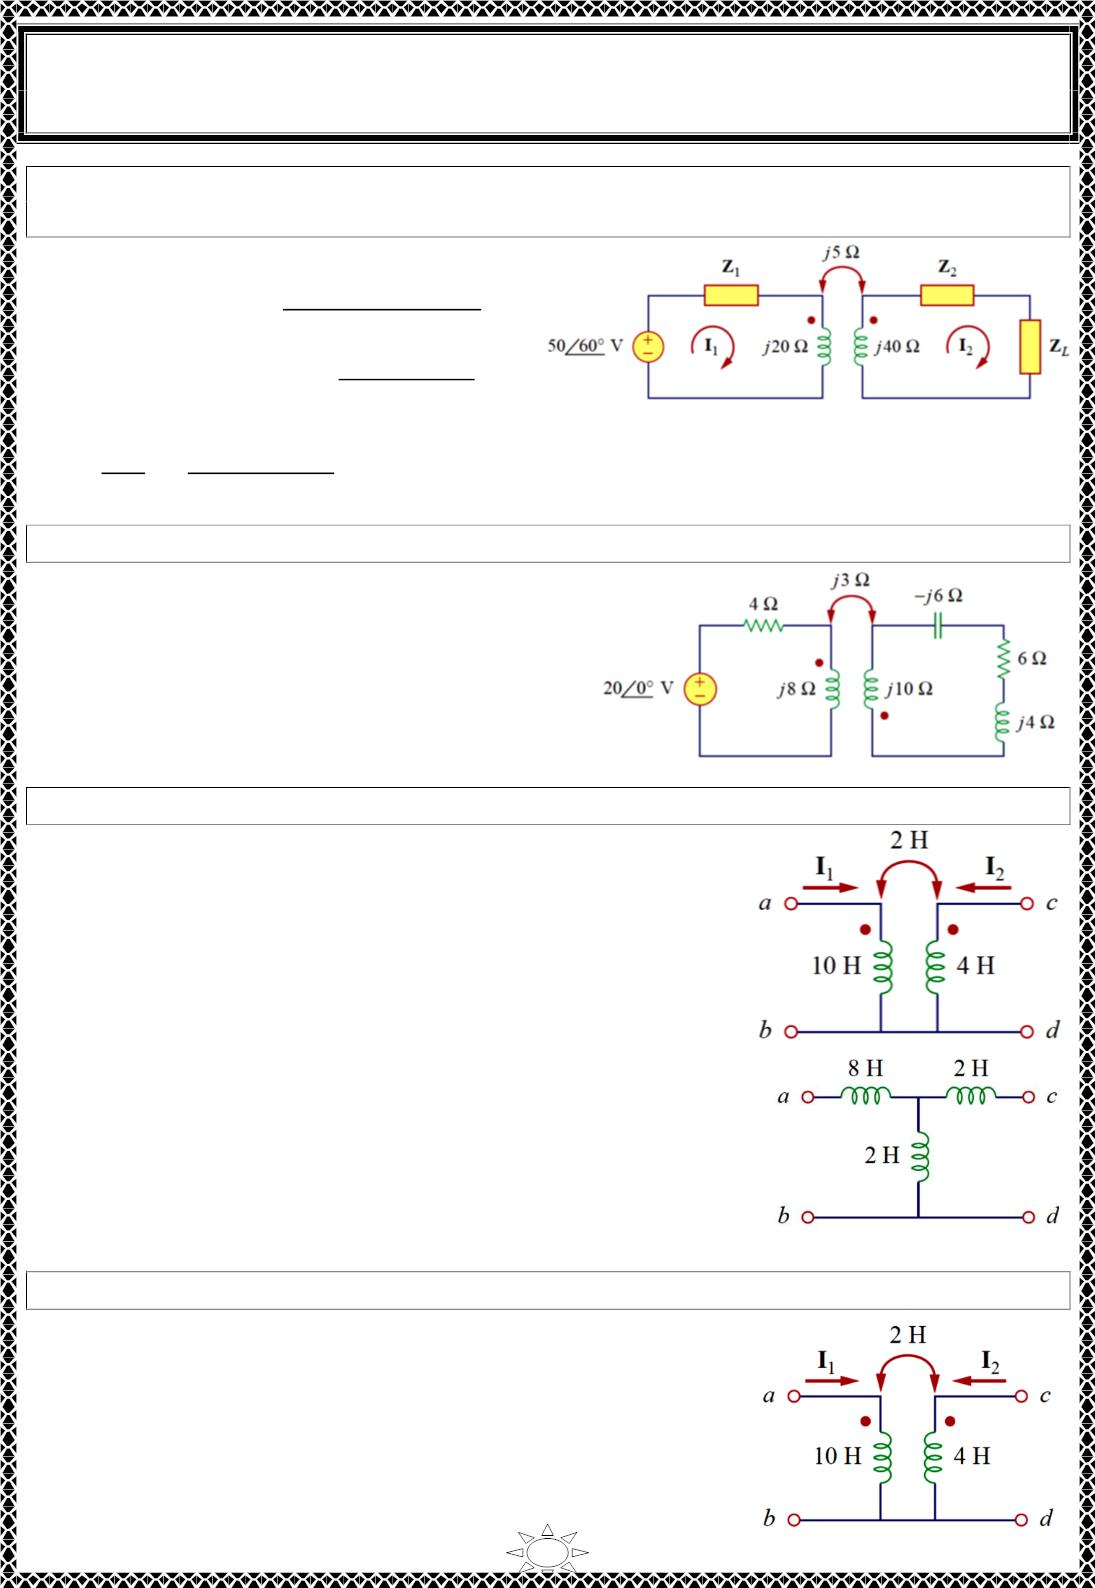 j5 Ω
Z₁ Z₂
50∠60° V I₁ j20 Ω j40 Ω I₂ Z_L
j3 Ω
4 Ω −j6 Ω
6 Ω
20∠0° V j8 Ω j10 Ω
j4 Ω
2 H
I₁ I₂
a c
10 H 4 H
b d
8 H 2 H
a c
2 H
b d
2 H
I₁ I₂
a c
10 H 4 H
b d